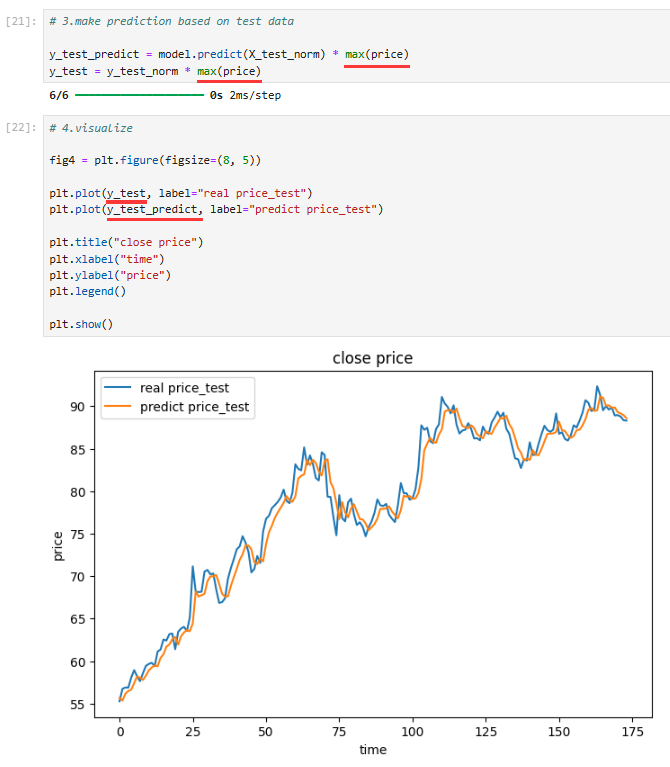 [21]:
# 3.make prediction based on test data
y_test_predict = model.predict(X_test_norm) * max(price)
y_test = y_test_norm * max(price)
6/6 ━━━━━━━━━━━━━━━━━━━━ 0s 2ms/step
[22]:
# 4.visualize
fig4 = plt.figure(figsize=(8, 5))
plt.plot(y_test, label="real price_test")
plt.plot(y_test_predict, label="predict price_test")
plt.title("close price")
plt.xlabel("time")
plt.ylabel("price")
plt.legend()
plt.show()
close price
real price_test
predict price_test
90
85
80
75
70
65
60
55
price
0 25 50 75 100 125 150 175
time